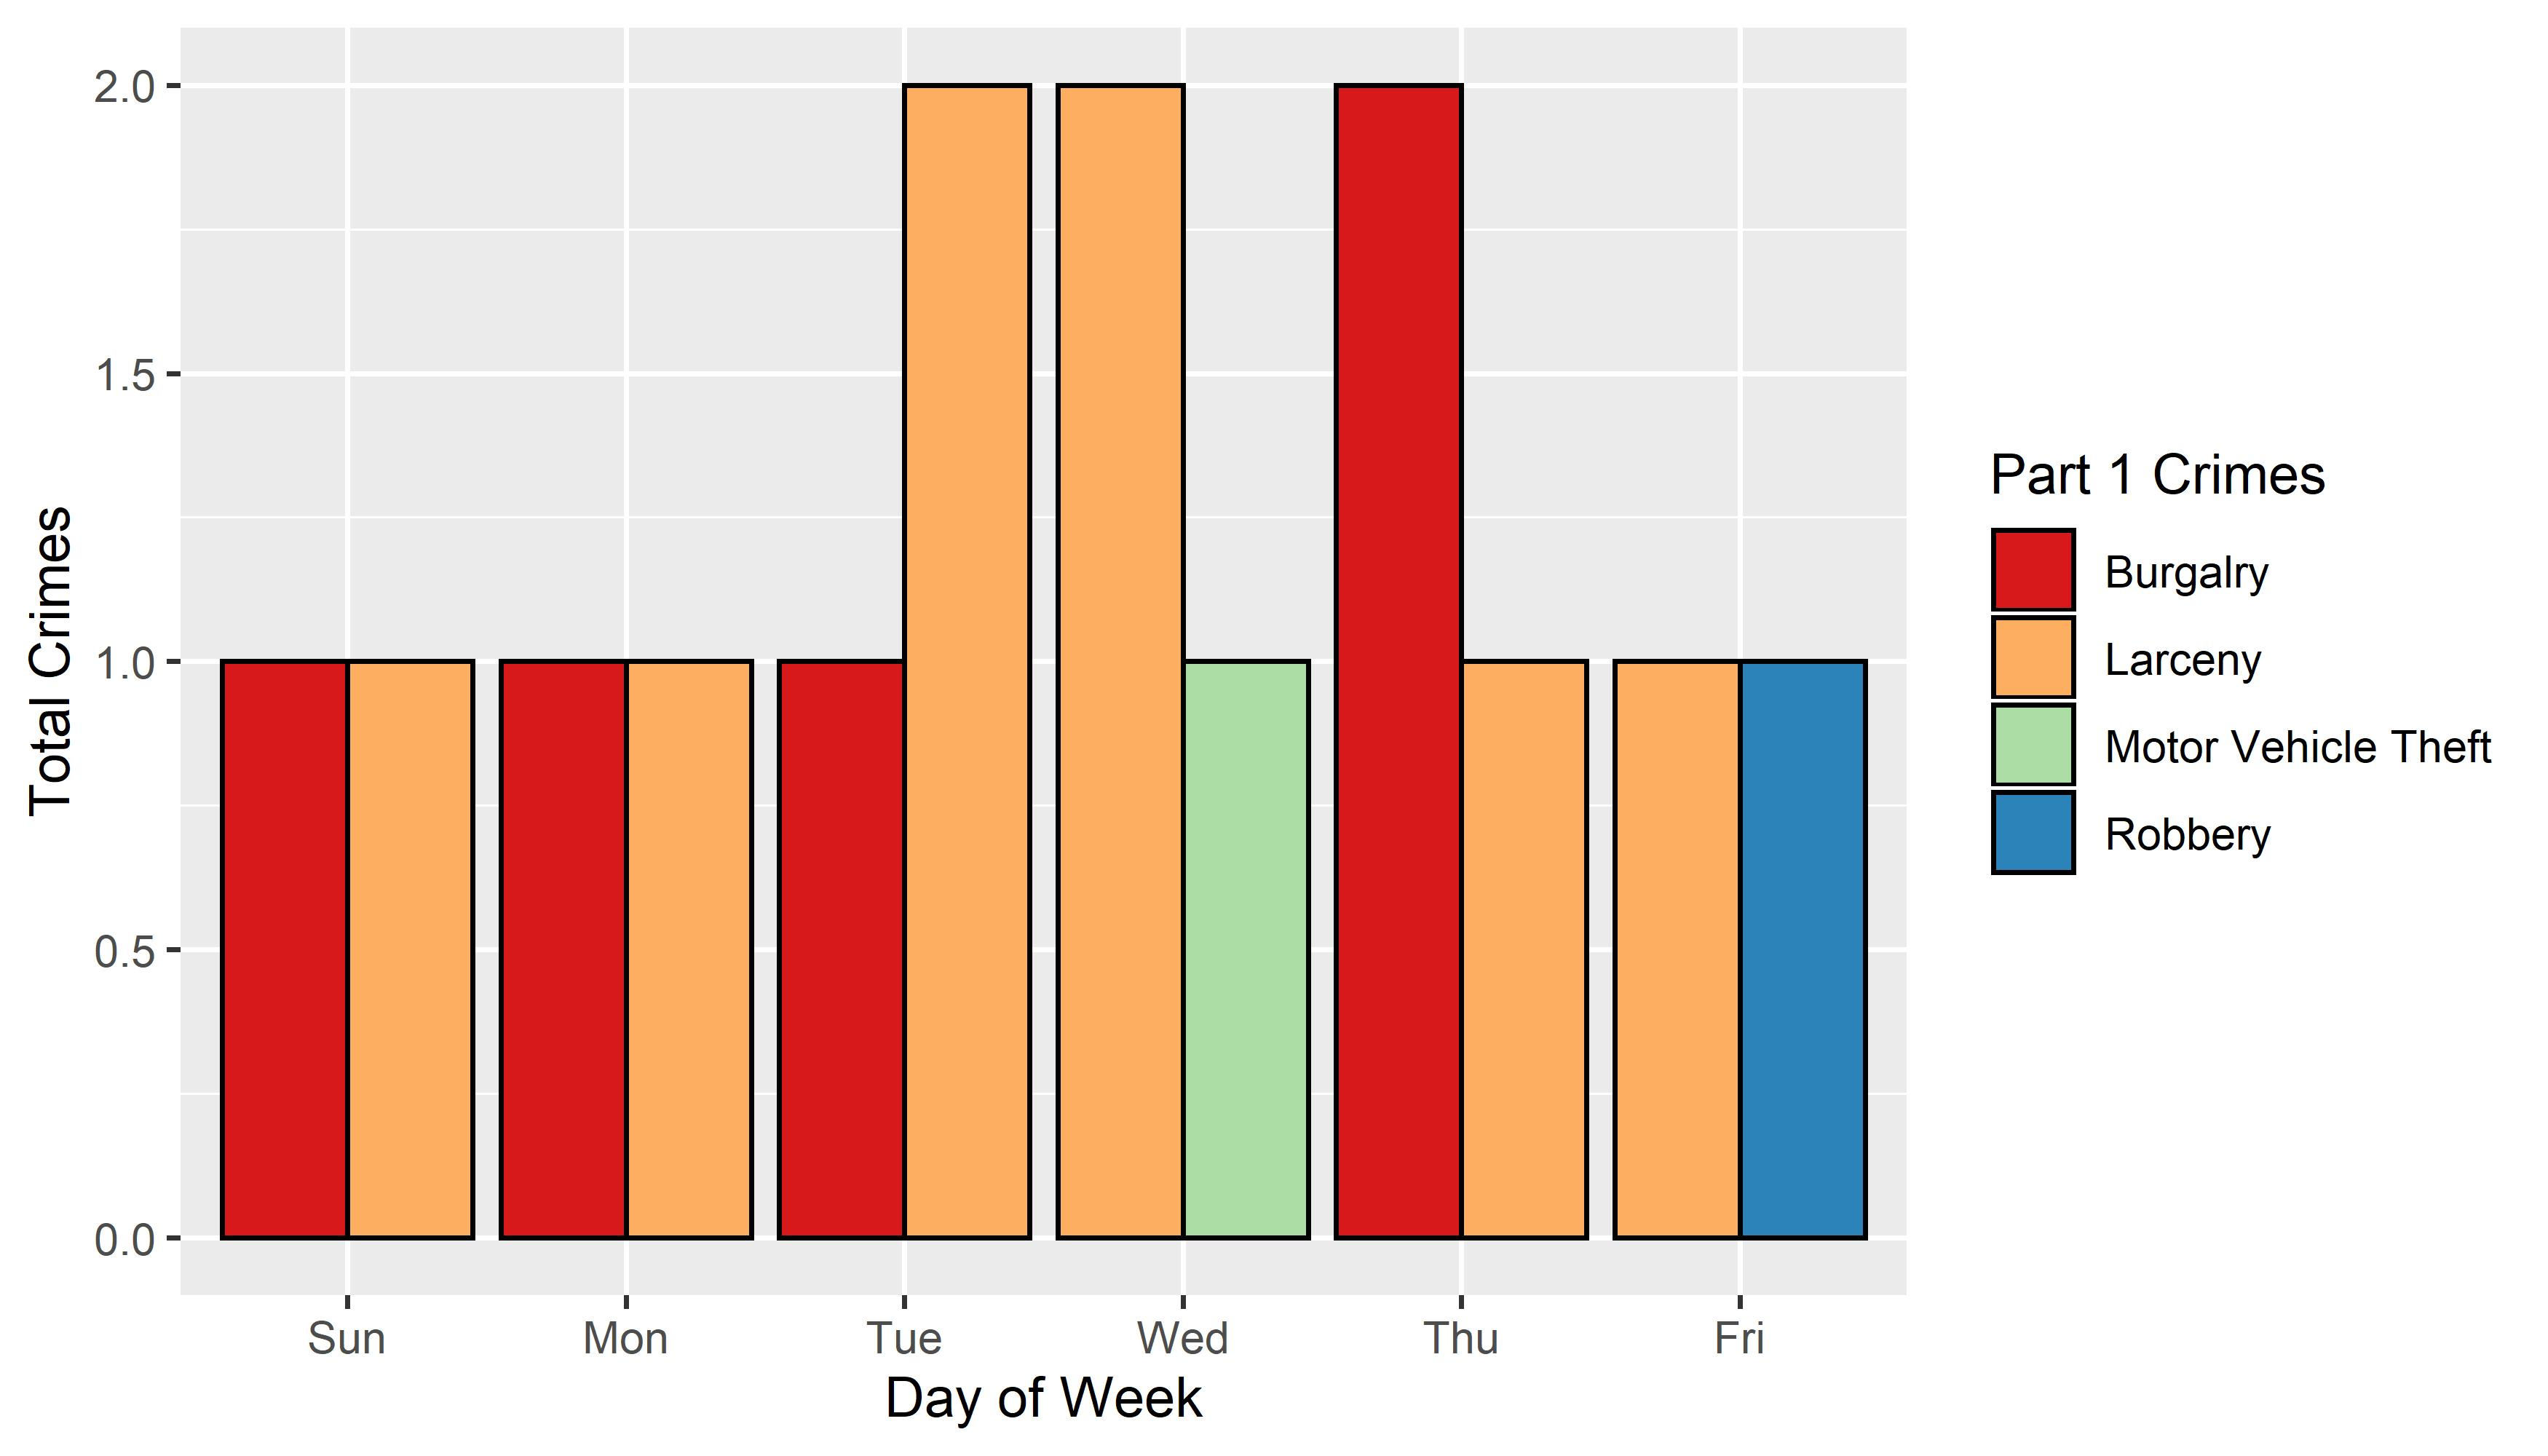 2.0
1.5
1.0
0.5
0.0
Total Crimes
Sun Mon Tue Wed Thu Fri
Day of Week
Part 1 Crimes
Burgalry
Larceny
Motor Vehicle Theft
Robbery